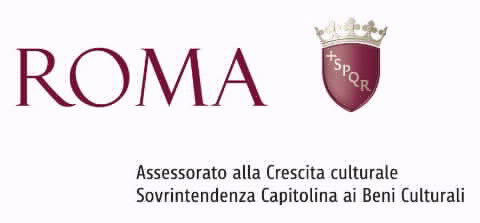 ROMA
SPQR
Assessorato alla Crescita culturale
Sovrintendenza Capitolina ai Beni Culturali